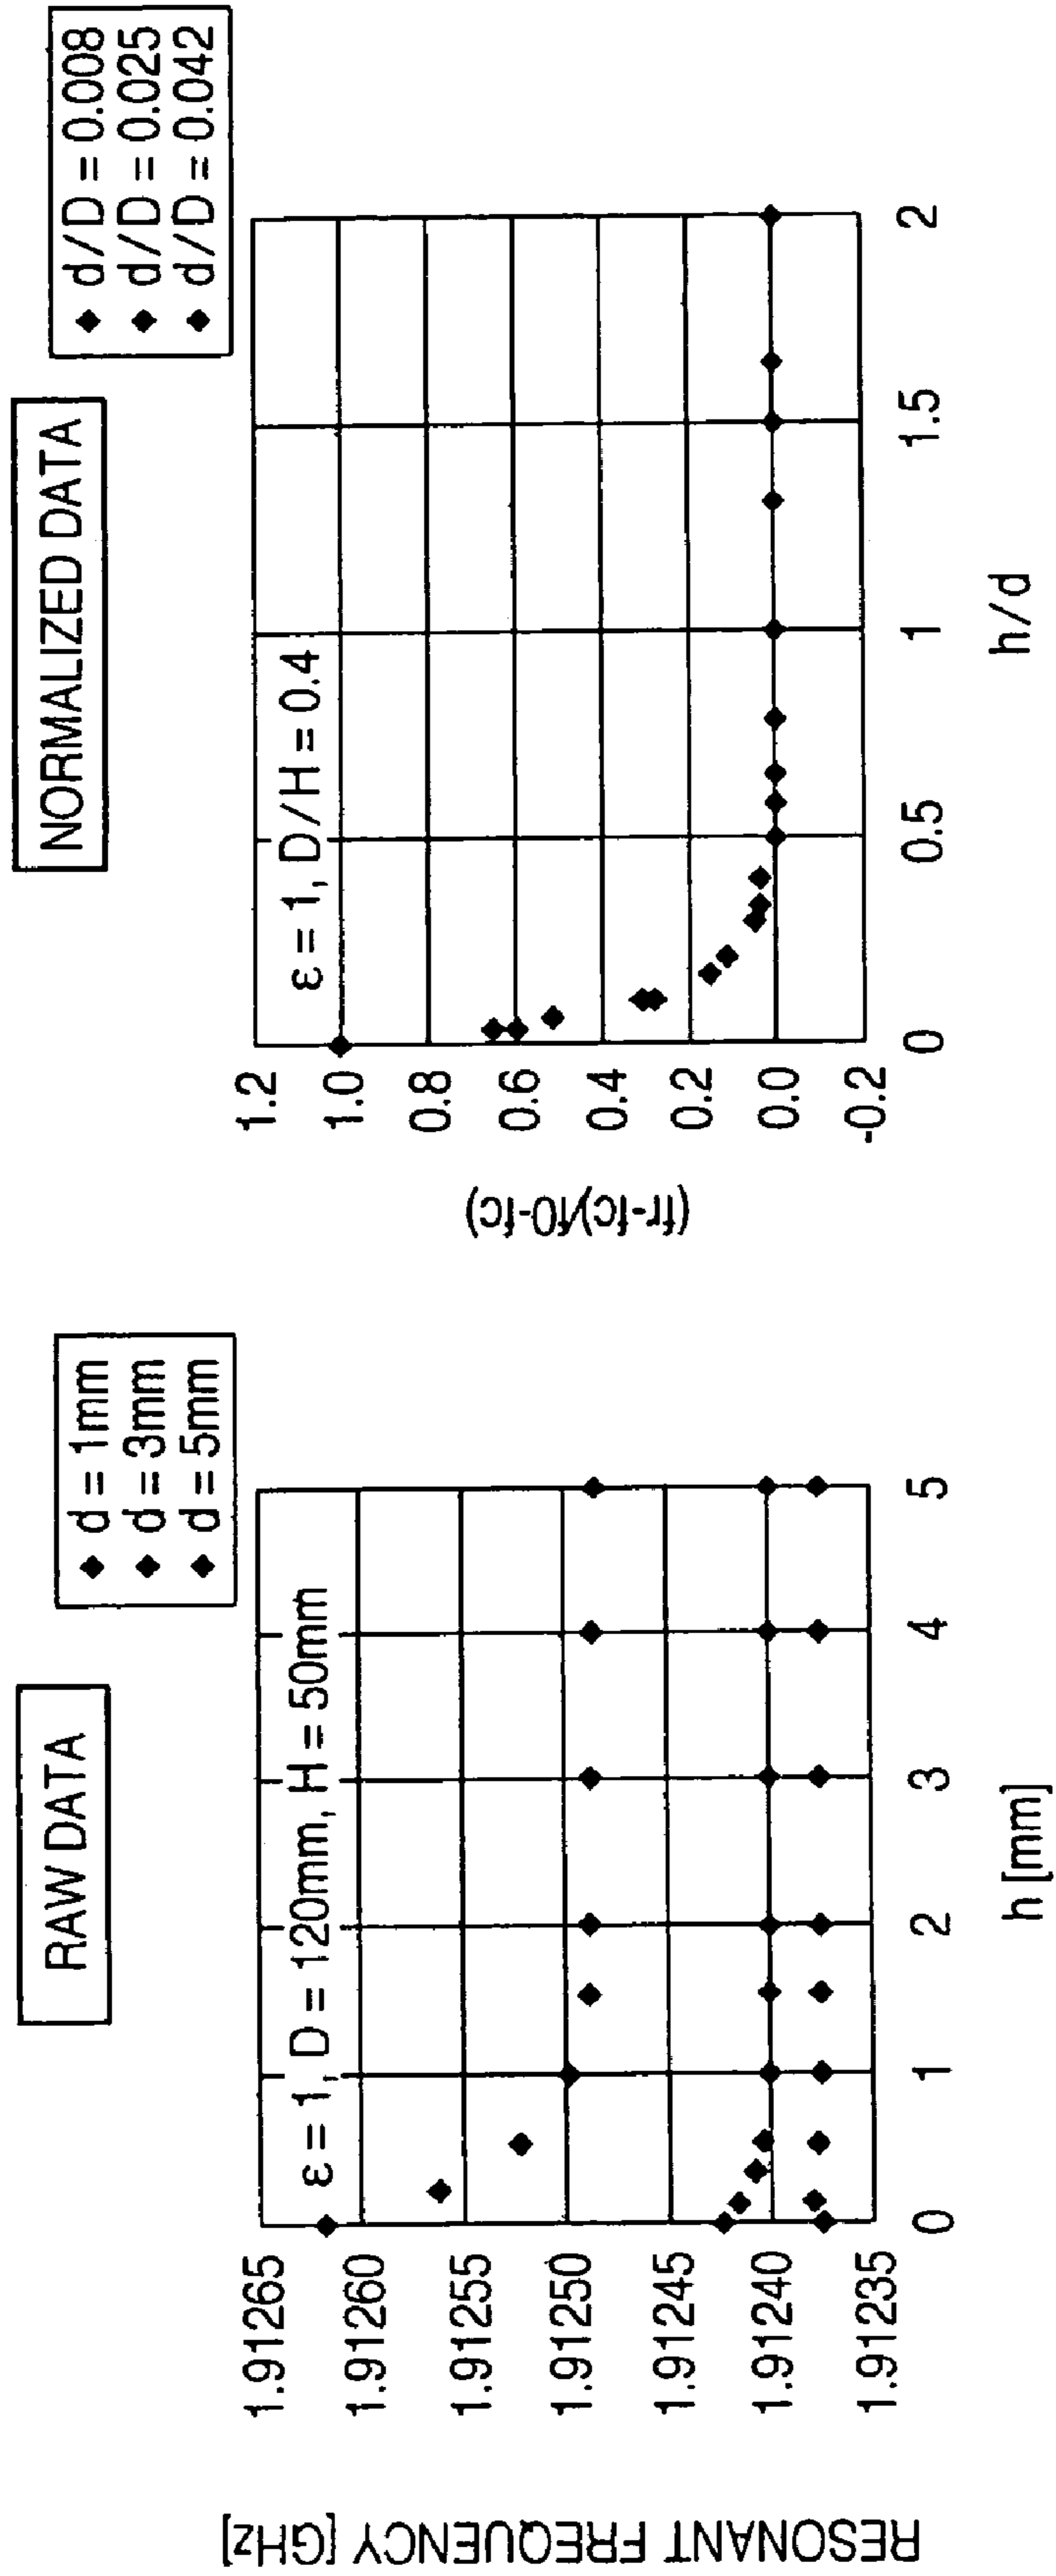 RAW DATA
◆ d = 1mm
◆ d = 3mm
◆ d = 5mm
ε = 1, D = 120mm, H = 50mm
1.91265
1.91260
1.91255
1.91250
1.91245
1.91240
1.91235
RESONANT FREQUENCY [GHz]
0 1 2 3 4 5
h [mm]
NORMALIZED DATA
◆ d/D = 0.008
◆ d/D = 0.025
◆ d/D = 0.042
ε = 1, D/H = 0.4
1.2
1.0
0.8
0.6
0.4
0.2
0.0
-0.2
(fr-fc)/f0-fc)
0 0.5 1 1.5 2
h/d